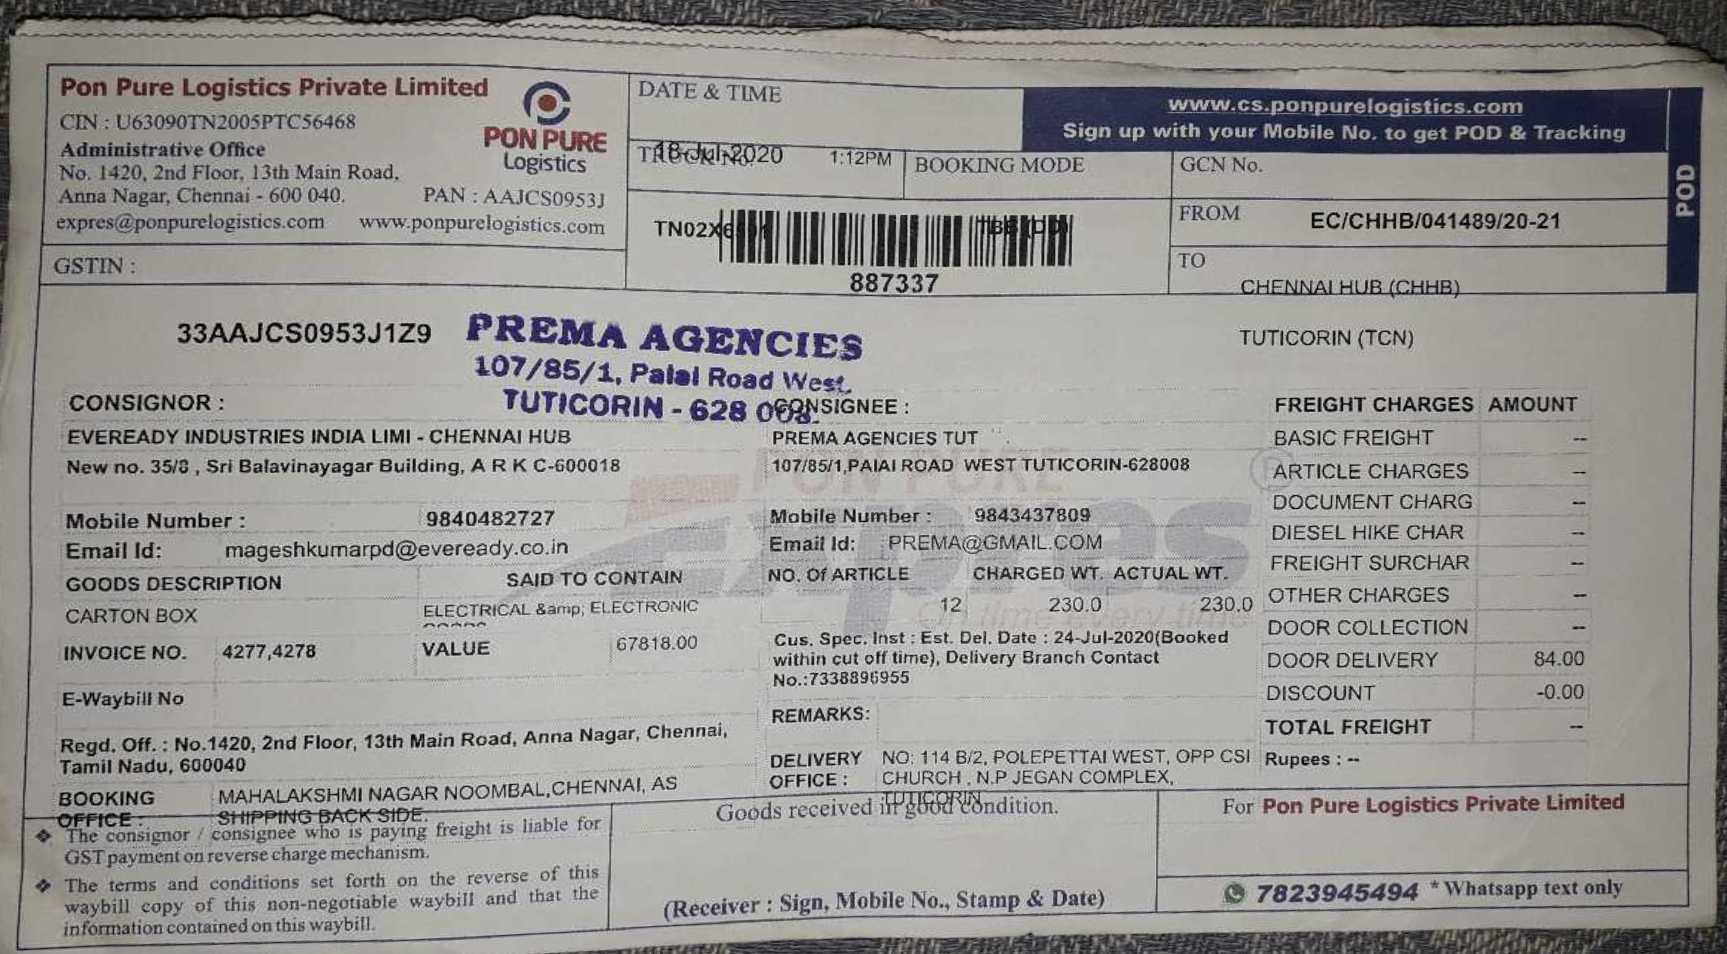 Pon Pure Logistics Private Limited
CIN : U63090TN2005PTC56468
Administrative Office
No. 1420, 2nd Floor, 13th Main Road,
Anna Nagar, Chennai - 600 040.
PAN : AAJCS0953J
expres@ponpurelogistics.com www.ponpurelogistics.com
PON PURE
Logistics
GSTIN :
33AAJCS0953J1Z9
DATE & TIME
18-Jul-2020 1:12PM
BOOKING MODE
TN02X
887337
www.cs.ponpurelogistics.com
Sign up with your Mobile No. to get POD & Tracking
POD
GCN No.
FROM EC/CHHB/041489/20-21
TO
CHENNAI HUB (CHHB)
TUTICORIN (TCN)
PREMA AGENCIES
107/85/1, Palai Road West,
TUTICORIN - 628 008.
CONSIGNOR :
EVEREADY INDUSTRIES INDIA LIMI - CHENNAI HUB
New no. 35/8 , Sri Balavinayagar Building, A R K C-600018
Mobile Number : 9840482727
Email Id: mageshkumarpd@eveready.co.in
GOODS DESCRIPTION SAID TO CONTAIN
CARTON BOX ELECTRICAL &amp; ELECTRONIC
INVOICE NO. 4277,4278 VALUE 67818.00
E-Waybill No
Regd. Off. : No.1420, 2nd Floor, 13th Main Road, Anna Nagar, Chennai,
Tamil Nadu, 600040
BOOKING OFFICE : MAHALAKSHMI NAGAR NOOMBAL,CHENNAI, AS
SHIPPING BACK SIDE.
CONSIGNEE :
PREMA AGENCIES TUT
107/85/1,PAIAI ROAD WEST TUTICORIN-628008
PON PURE
Expres
On time every time
Mobile Number : 9843437809
Email Id: PREMA@GMAIL.COM
NO. Of ARTICLE CHARGED WT. ACTUAL WT.
12 230.0 230.0
Cus. Spec. Inst : Est. Del. Date : 24-Jul-2020(Booked
within cut off time), Delivery Branch Contact
No.:7338896955
REMARKS:
DELIVERY OFFICE : NO: 114 B/2, POLEPETTAI WEST, OPP CSI
CHURCH , N.P JEGAN COMPLEX,
TUTICORIN
FREIGHT CHARGES AMOUNT
BASIC FREIGHT --
ARTICLE CHARGES --
DOCUMENT CHARG --
DIESEL HIKE CHAR --
FREIGHT SURCHAR --
OTHER CHARGES --
DOOR COLLECTION --
DOOR DELIVERY 84.00
DISCOUNT -0.00
TOTAL FREIGHT --
Rupees : --
The consignor / consignee who is paying freight is liable for
GST payment on reverse charge mechanism.
The terms and conditions set forth on the reverse of this
waybill copy of this non-negotiable waybill and that the
information contained on this waybill.
Goods received in good condition.
(Receiver : Sign, Mobile No., Stamp & Date)
For Pon Pure Logistics Private Limited
7823945494 * Whatsapp text only